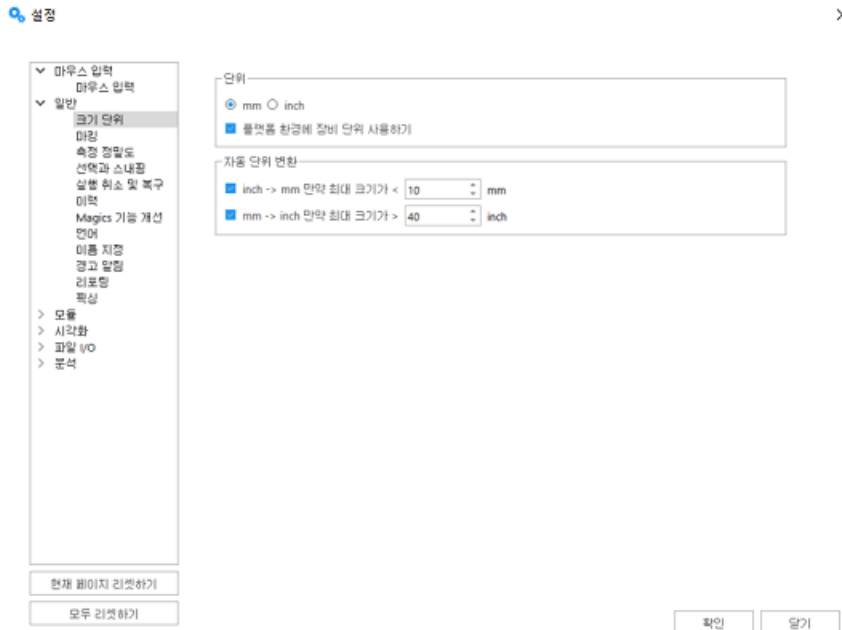 설정
마우스 입력
마우스 입력
일반
크기 단위
마킹
측정 정밀도
선택과 스내핑
실행 취소 및 복구
이력
Magics 기능 개선
언어
이름 지정
경고 알림
리포팅
픽싱
모듈
시각화
파일 I/O
분석
현재 페이지 리셋하기
모두 리셋하기
단위
mm inch
플랫폼 환경에 장비 단위 사용하기
자동 단위 변환
inch -> mm 만약 최대 크기가 < 10 mm
mm -> inch 만약 최대 크기가 > 40 inch
확인 닫기